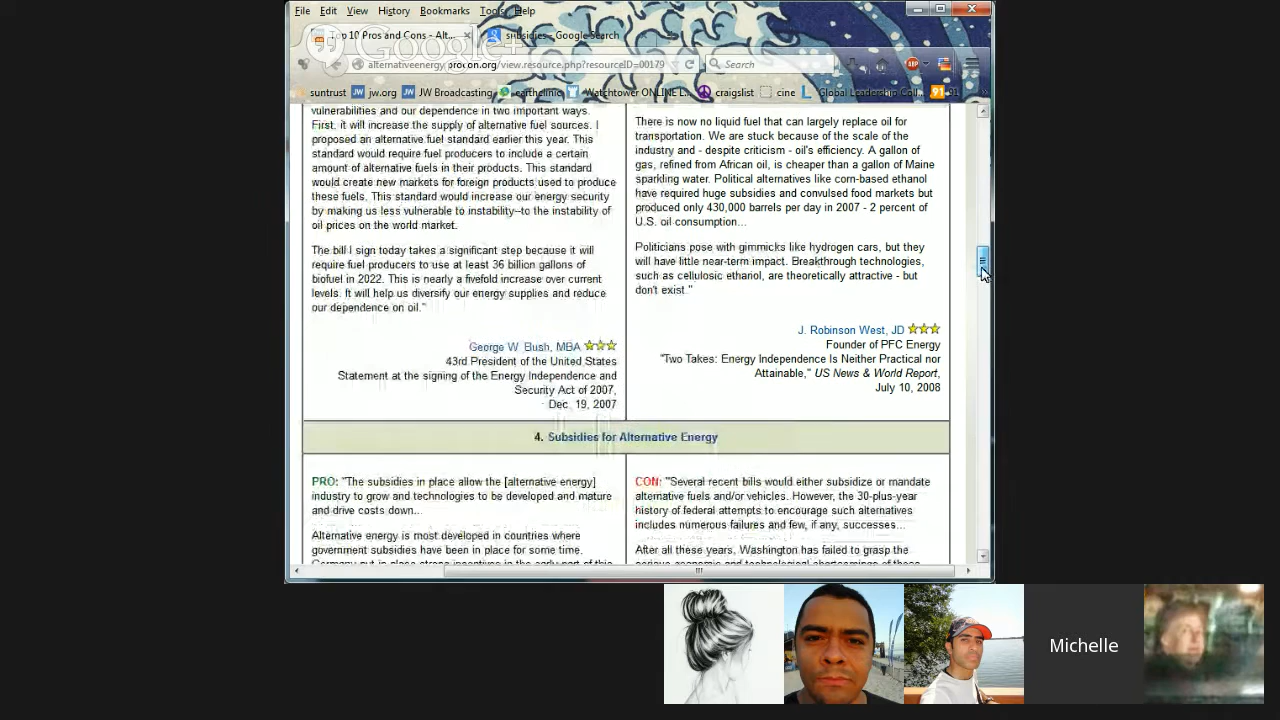 File Edit View History Bookmarks Tools Help
Google+
Top 10 Pros and Cons - Alt...
subsidies - Google Search
alternativeenergy.procon.org/view.resource.php?resourceID=00179
Search
suntrust
jw.org
JW Broadcasting
earthclinic
Watchtower ONLINE L...
craigslist
cine
vulnerabilities and our dependence in two important ways.
First, it will increase the supply of alternative fuel sources. I
proposed an alternative fuel standard earlier this year. This
standard would require fuel producers to include a certain
amount of alternative fuels in their products. This standard
would create new markets for foreign products used to produce
these fuels. This standard would increase our energy security
by making us less vulnerable to instability--to the instability of
oil prices on the world market.
The bill I sign today takes a significant step because it will
require fuel producers to use at least 36 billion gallons of
biofuel in 2022. This is nearly a fivefold increase over current
levels. It will help us diversify our energy supplies and reduce
our dependence on oil."
George W. Bush, MBA
43rd President of the United States
Statement at the signing of the Energy Independence and
Security Act of 2007,
Dec. 19, 2007
There is now no liquid fuel that can largely replace oil for
transportation. We are stuck because of the scale of the
industry and - despite criticism - oil's efficiency. A gallon of
gas, refined from African oil, is cheaper than a gallon of Maine
sparkling water. Political alternatives like corn-based ethanol
have required huge subsidies and convulsed food markets but
produced only 430,000 barrels per day in 2007 - 2 percent of
U.S. oil consumption...
Politicians pose with gimmicks like hydrogen cars, but they
will have little near-term impact. Breakthrough technologies,
such as cellulosic ethanol, are theoretically attractive - but
don't exist."
J. Robinson West, JD
Founder of PFC Energy
"Two Takes: Energy Independence Is Neither Practical nor
Attainable," US News & World Report,
July 10, 2008
4. Subsidies for Alternative Energy
PRO: "The subsidies in place allow the [alternative energy]
industry to grow and technologies to be developed and mature
and drive costs down...
Alternative energy is most developed in countries where
government subsidies have been in place for some time.
CON: "Several recent bills would either subsidize or mandate
alternative fuels and/or vehicles. However, the 30-plus-year
history of federal attempts to encourage such alternatives
includes numerous failures and few, if any, successes...
After all these years, Washington has failed to grasp the
Michelle